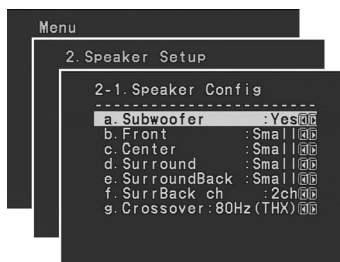 Menu
2.Speaker Setup
2-1.Speaker Config
a.Subwoofer :Yes
b.Front :Small
c.Center :Small
d.Surround :Small
e.SurroundBack :Small
f.SurrBack ch :2ch
g.Crossover:80Hz(THX)